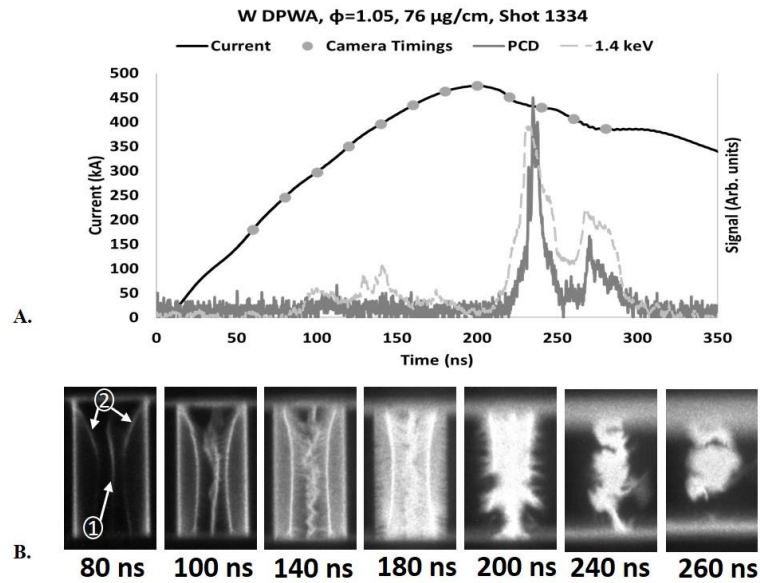 W DPWA, ϕ=1.05, 76 µg/cm, Shot 1334
Current Camera Timings PCD 1.4 keV
500
450
400
350
300
250
200
150
100
50
0
Current (kA)
Signal (Arb. units)
0 50 100 150 200 250 300 350
Time (ns)
A.
2
1
B.
80 ns 100 ns 140 ns 180 ns 200 ns 240 ns 260 ns